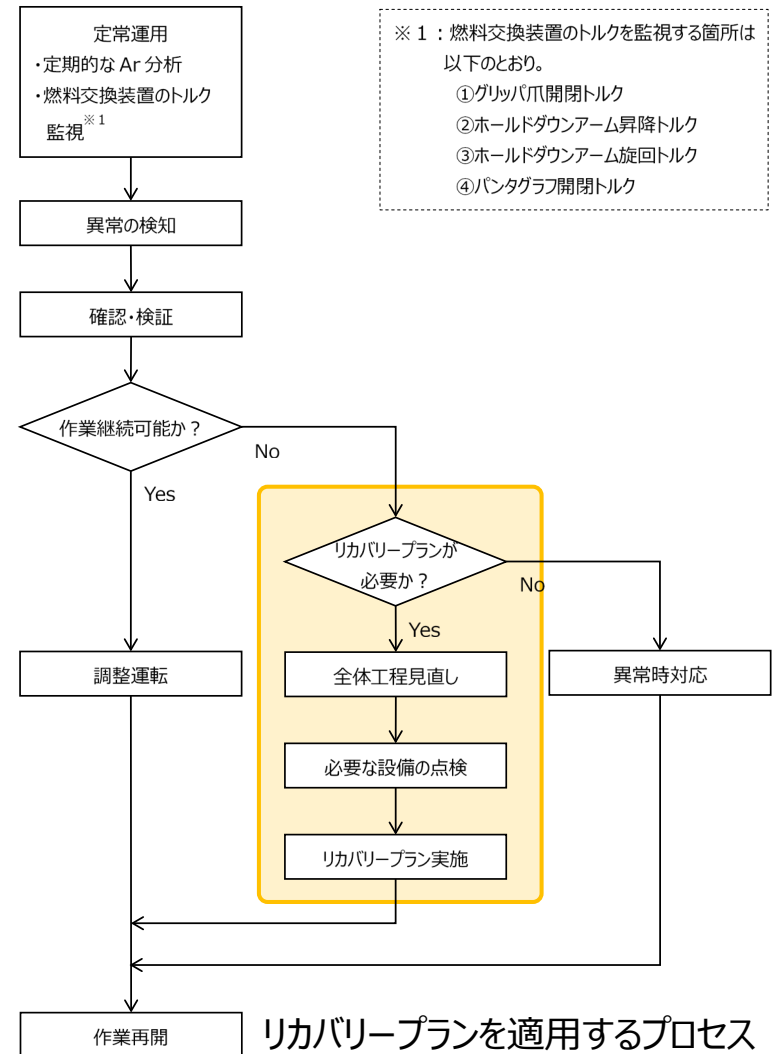 定常運用
・定期的な Ar 分析
・燃料交換装置のトルク
監視※1
※1：燃料交換装置のトルクを監視する箇所は
以下のとおり。
①グリッパ爪開閉トルク
②ホールドダウンアーム昇降トルク
③ホールドダウンアーム旋回トルク
④パンタグラフ開閉トルク
異常の検知
確認・検証
作業継続可能か？
No
Yes
リカバリープランが
必要か？
No
Yes
調整運転
全体工程見直し
異常時対応
必要な設備の点検
リカバリープラン実施
作業再開
リカバリープランを適用するプロセス